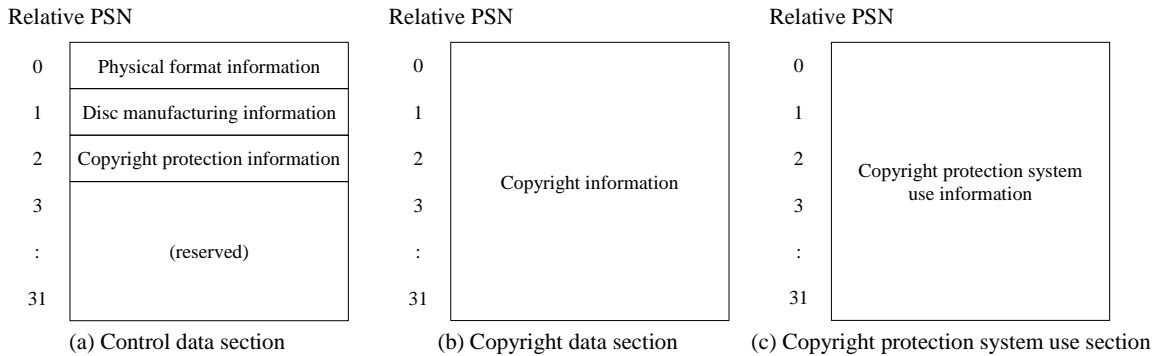 Relative PSN
0
Physical format information
1
Disc manufacturing information
2
Copyright protection information
3
:
(reserved)
31
(a) Control data section
Relative PSN
0
1
2
Copyright information
3
:
31
(b) Copyright data section
Relative PSN
0
1
2
Copyright protection system
use information
3
:
31
(c) Copyright protection system use section